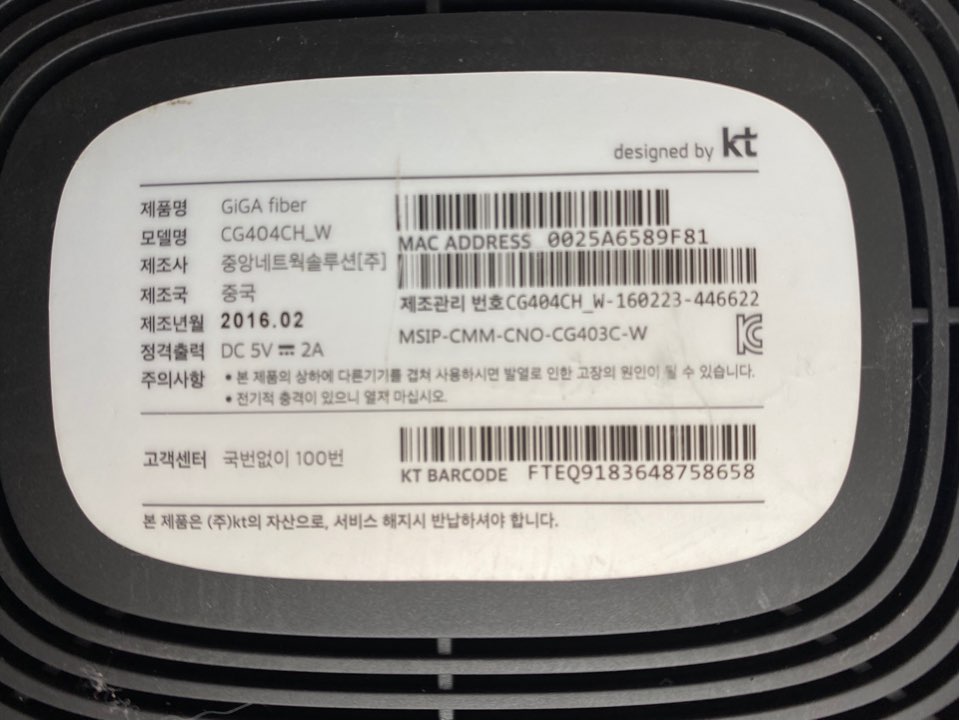 designed by kt
제품명 GiGA fiber
모델명 CG404CH_W
제조사 중앙네트웍솔루션[주]
제조국 중국
제조년월 2016.02
정격출력 DC 5V ⎓ 2A
MAC ADDRESS 0025A6589F81
제조관리 번호CG404CH_W-160223-446622
MSIP-CMM-CNO-CG403C-W
주의사항 • 본 제품의 상하에 다른기기를 겹쳐 사용하시면 발열로 인한 고장의 원인이 될 수 있습니다.
• 전기적 충격이 있으니 열지 마십시오.
고객센터 국번없이 100번
KT BARCODE FTEQ9183648758658
본 제품은 (주)kt의 자산으로, 서비스 해지시 반납하셔야 합니다.